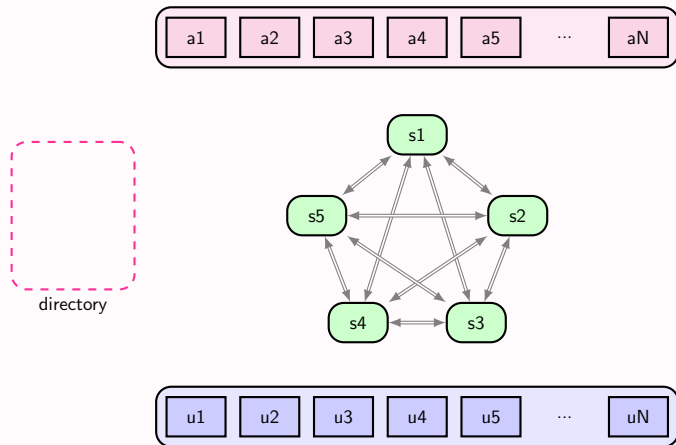 a1 a2 a3 a4 a5 ... aN
s1
s5 s2
directory
s4 s3
u1 u2 u3 u4 u5 ... uN